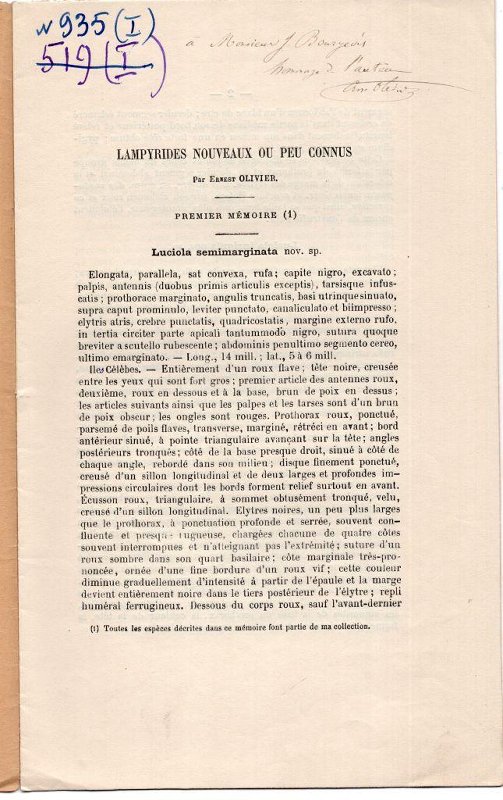 N 935 (I)
519 (I)
à Monsieur J. Bourgeois
hommage de l'auteur
Ern Olivier
LAMPYRIDES NOUVEAUX OU PEU CONNUS
Par Ernest OLIVIER.
PREMIER MÉMOIRE (1)
Luciola semimarginata nov. sp.
Elongata, parallela, sat convexa, rufa; capite nigro, excavato;
palpis, antennis (duobus primis articulis exceptis), tarsisque infus-
catis; prothorace marginato, angulis truncatis, basi utrinque sinuato,
supra caput prominulo, leviter punctato, canaliculato et biimpresso;
elytris atris, crebre punctatis, quadricostatis, margine externo rufo,
in tertia circiter parte apicali tantummodo nigro, sutura quoque
breviter a scutello rubescente; abdominis penultimo segmento cereo,
ultimo emarginato. — Long., 14 mill.; lat., 5 à 6 mill.
Iles Célèbes. — Entièrement d'un roux flave; tête noire, creusée
entre les yeux qui sont fort gros; premier article des antennes roux,
deuxième, roux en dessous et à la base, brun de poix en dessus;
les articles suivants ainsi que les palpes et les tarses sont d'un brun
de poix obscur; les ongles sont rouges. Prothorax roux, ponctué,
parsemé de poils flaves, transverse, marginé, rétréci en avant; bord
antérieur sinué, à pointe triangulaire avançant sur la tête; angles
postérieurs tronqués; côté de la base presque droit, sinué à côté de
chaque angle, rebordé dans son milieu; disque finement ponctué,
creusé d'un sillon longitudinal et de deux larges et profondes im-
pressions circulaires dont les bords forment relief surtout en avant.
Écusson roux, triangulaire, à sommet obtusément tronqué, velu,
creusé d'un sillon longitudinal. Elytres noires, un peu plus larges
que le prothorax, à ponctuation profonde et serrée, souvent con-
fluente et presque rugueuse, chargées chacune de quatre côtes
souvent interrompues et n'atteignant pas l'extrémité; suture d'un
roux sombre dans son quart basilaire; côte marginale très-pro-
noncée, ornée d'une fine bordure d'un roux vif; cette couleur
diminue graduellement d'intensité à partir de l'épaule et la marge
devient entièrement noire dans le tiers postérieur de l'élytre; repli
huméral ferrugineux. Dessous du corps roux, sauf l'avant-dernier
(1) Toutes les espèces décrites dans ce mémoire font partie de ma collection.